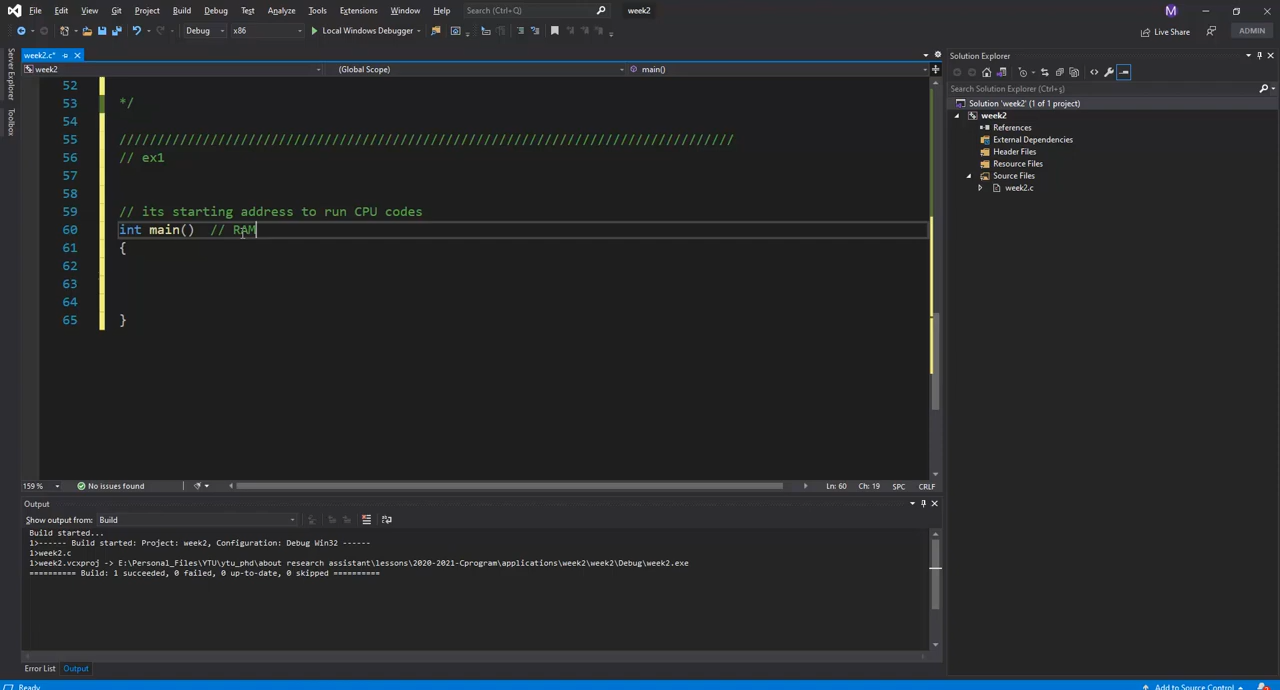 File Edit View Git Project Build Debug Test Analyze Tools Extensions Window Help Search (Ctrl+Q) week2 M
Debug x86 Local Windows Debugger Live Share ADMIN
Server Explorer
Toolbox
week2.c*
week2 (Global Scope) main()
52
53 */
54
55 //////////////////////////////////////////////////////////////////////////////////
56 // ex1
57
58
59 // its starting address to run CPU codes
60 int main()  // RAM
61 {
62
63
64
65 }
159 % No issues found Ln: 60 Ch: 19 SPC CRLF
Output
Show output from: Build
Build started...
1>------ Build started: Project: week2, Configuration: Debug Win32 ------
1>week2.c
1>week2.vcxproj -> E:\Personal_Files\YTU\ytu_phd\about research assistant\lessons\2020-2021-Cprogram\applications\week2\week2\Debug\week2.exe
========== Build: 1 succeeded, 0 failed, 0 up-to-date, 0 skipped ==========
Error List Output
Ready Add to Source Control
Solution Explorer
Search Solution Explorer (Ctrl+ş)
Solution 'week2' (1 of 1 project)
week2
References
External Dependencies
Header Files
Resource Files
Source Files
week2.c